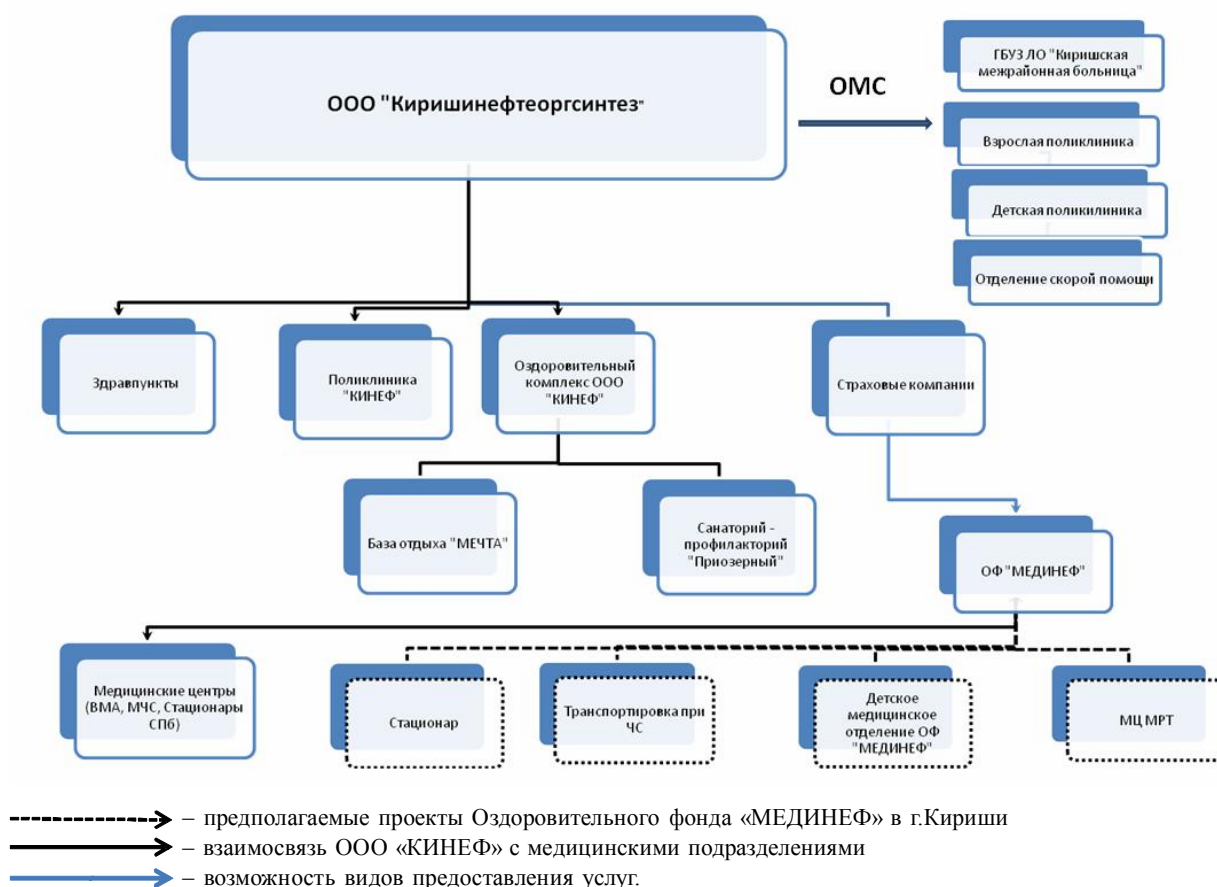 ООО "Киришинефтеоргсинтез"
ОМС
ГБУЗ ЛО "Киришская
межрайонная больница"
Взрослая поликлиника
Детская поликилиника
Отделение скорой помощи
Здравпункты
Поликлиника
"КИНЕФ"
Оздоровительный
комплекс ООО
"КИНЕФ"
Страховые компании
База отдыха "МЕЧТА"
Санаторий -
профилакторий
"Приозерный"
ОФ "МЕДИНЕФ"
Медицинские центры
(ВМА, МЧС, Стационары
СПб)
Стационар
Транспортировка при
ЧС
Детское
медицинское
отделение ОФ
"МЕДИНЕФ"
МЦ МРТ
– предполагаемые проекты Оздоровительного фонда «МЕДИНЕФ» в г.Кириши
– взаимосвязь ООО «КИНЕФ» с медицинскими подразделениями
– возможность видов предоставления услуг.